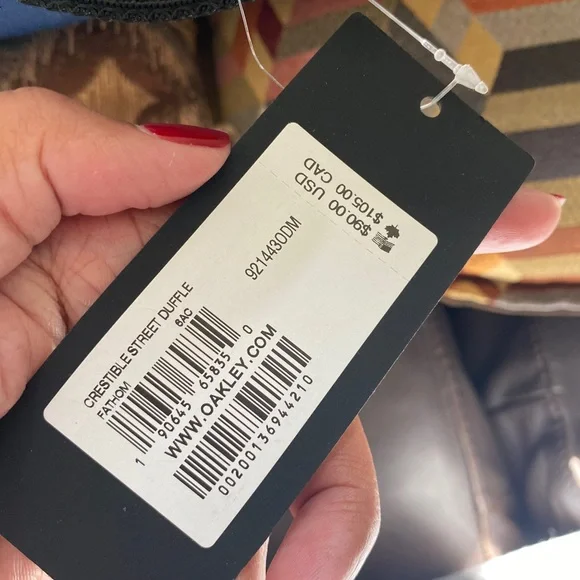 $90.00 USD
$105.00 CAD
921443ODM
CRESTIBLE STREET DUFFLE
FATHOM 6AC
1 90645 65835 0
WWW.OAKLEY.COM
00200136944210